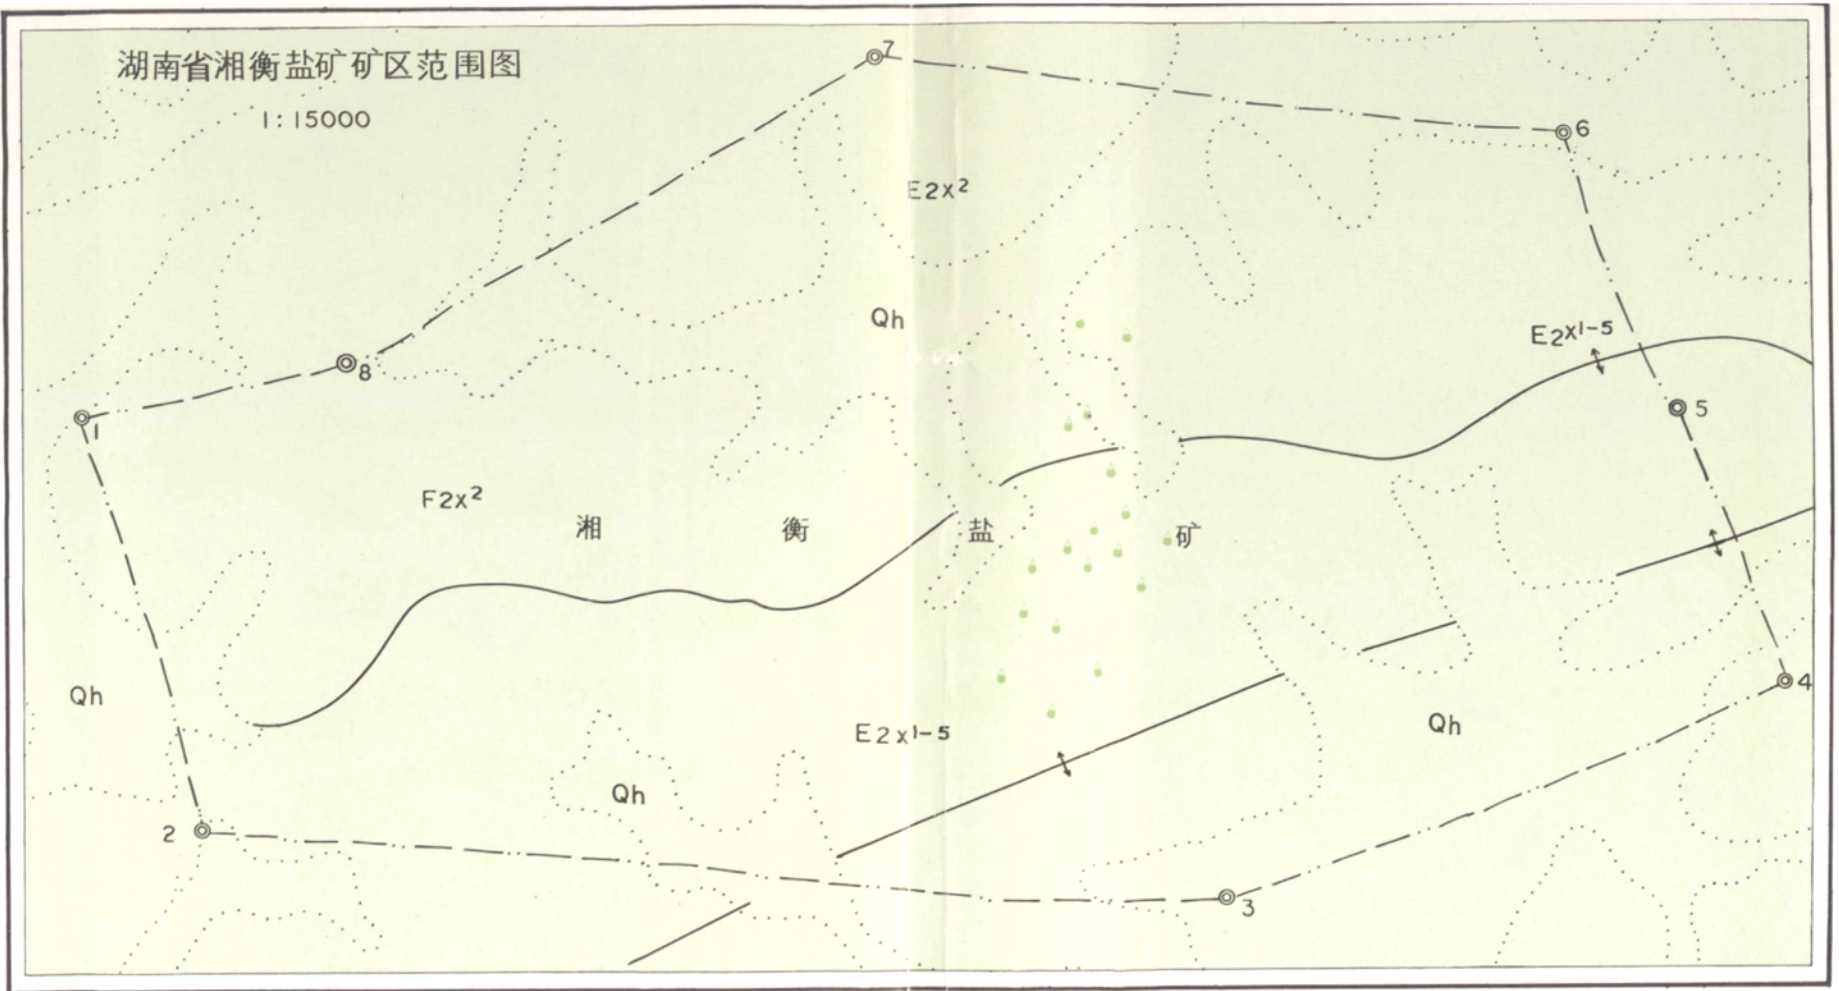 湖南省湘衡盐矿矿区范围图
1:15000
7
6
E2x²
Qh
E2x¹⁻⁵
8
1
5
F2x²
湘 衡 盐 矿
Qh
4
Qh
E2x¹⁻⁵
Qh
2
3